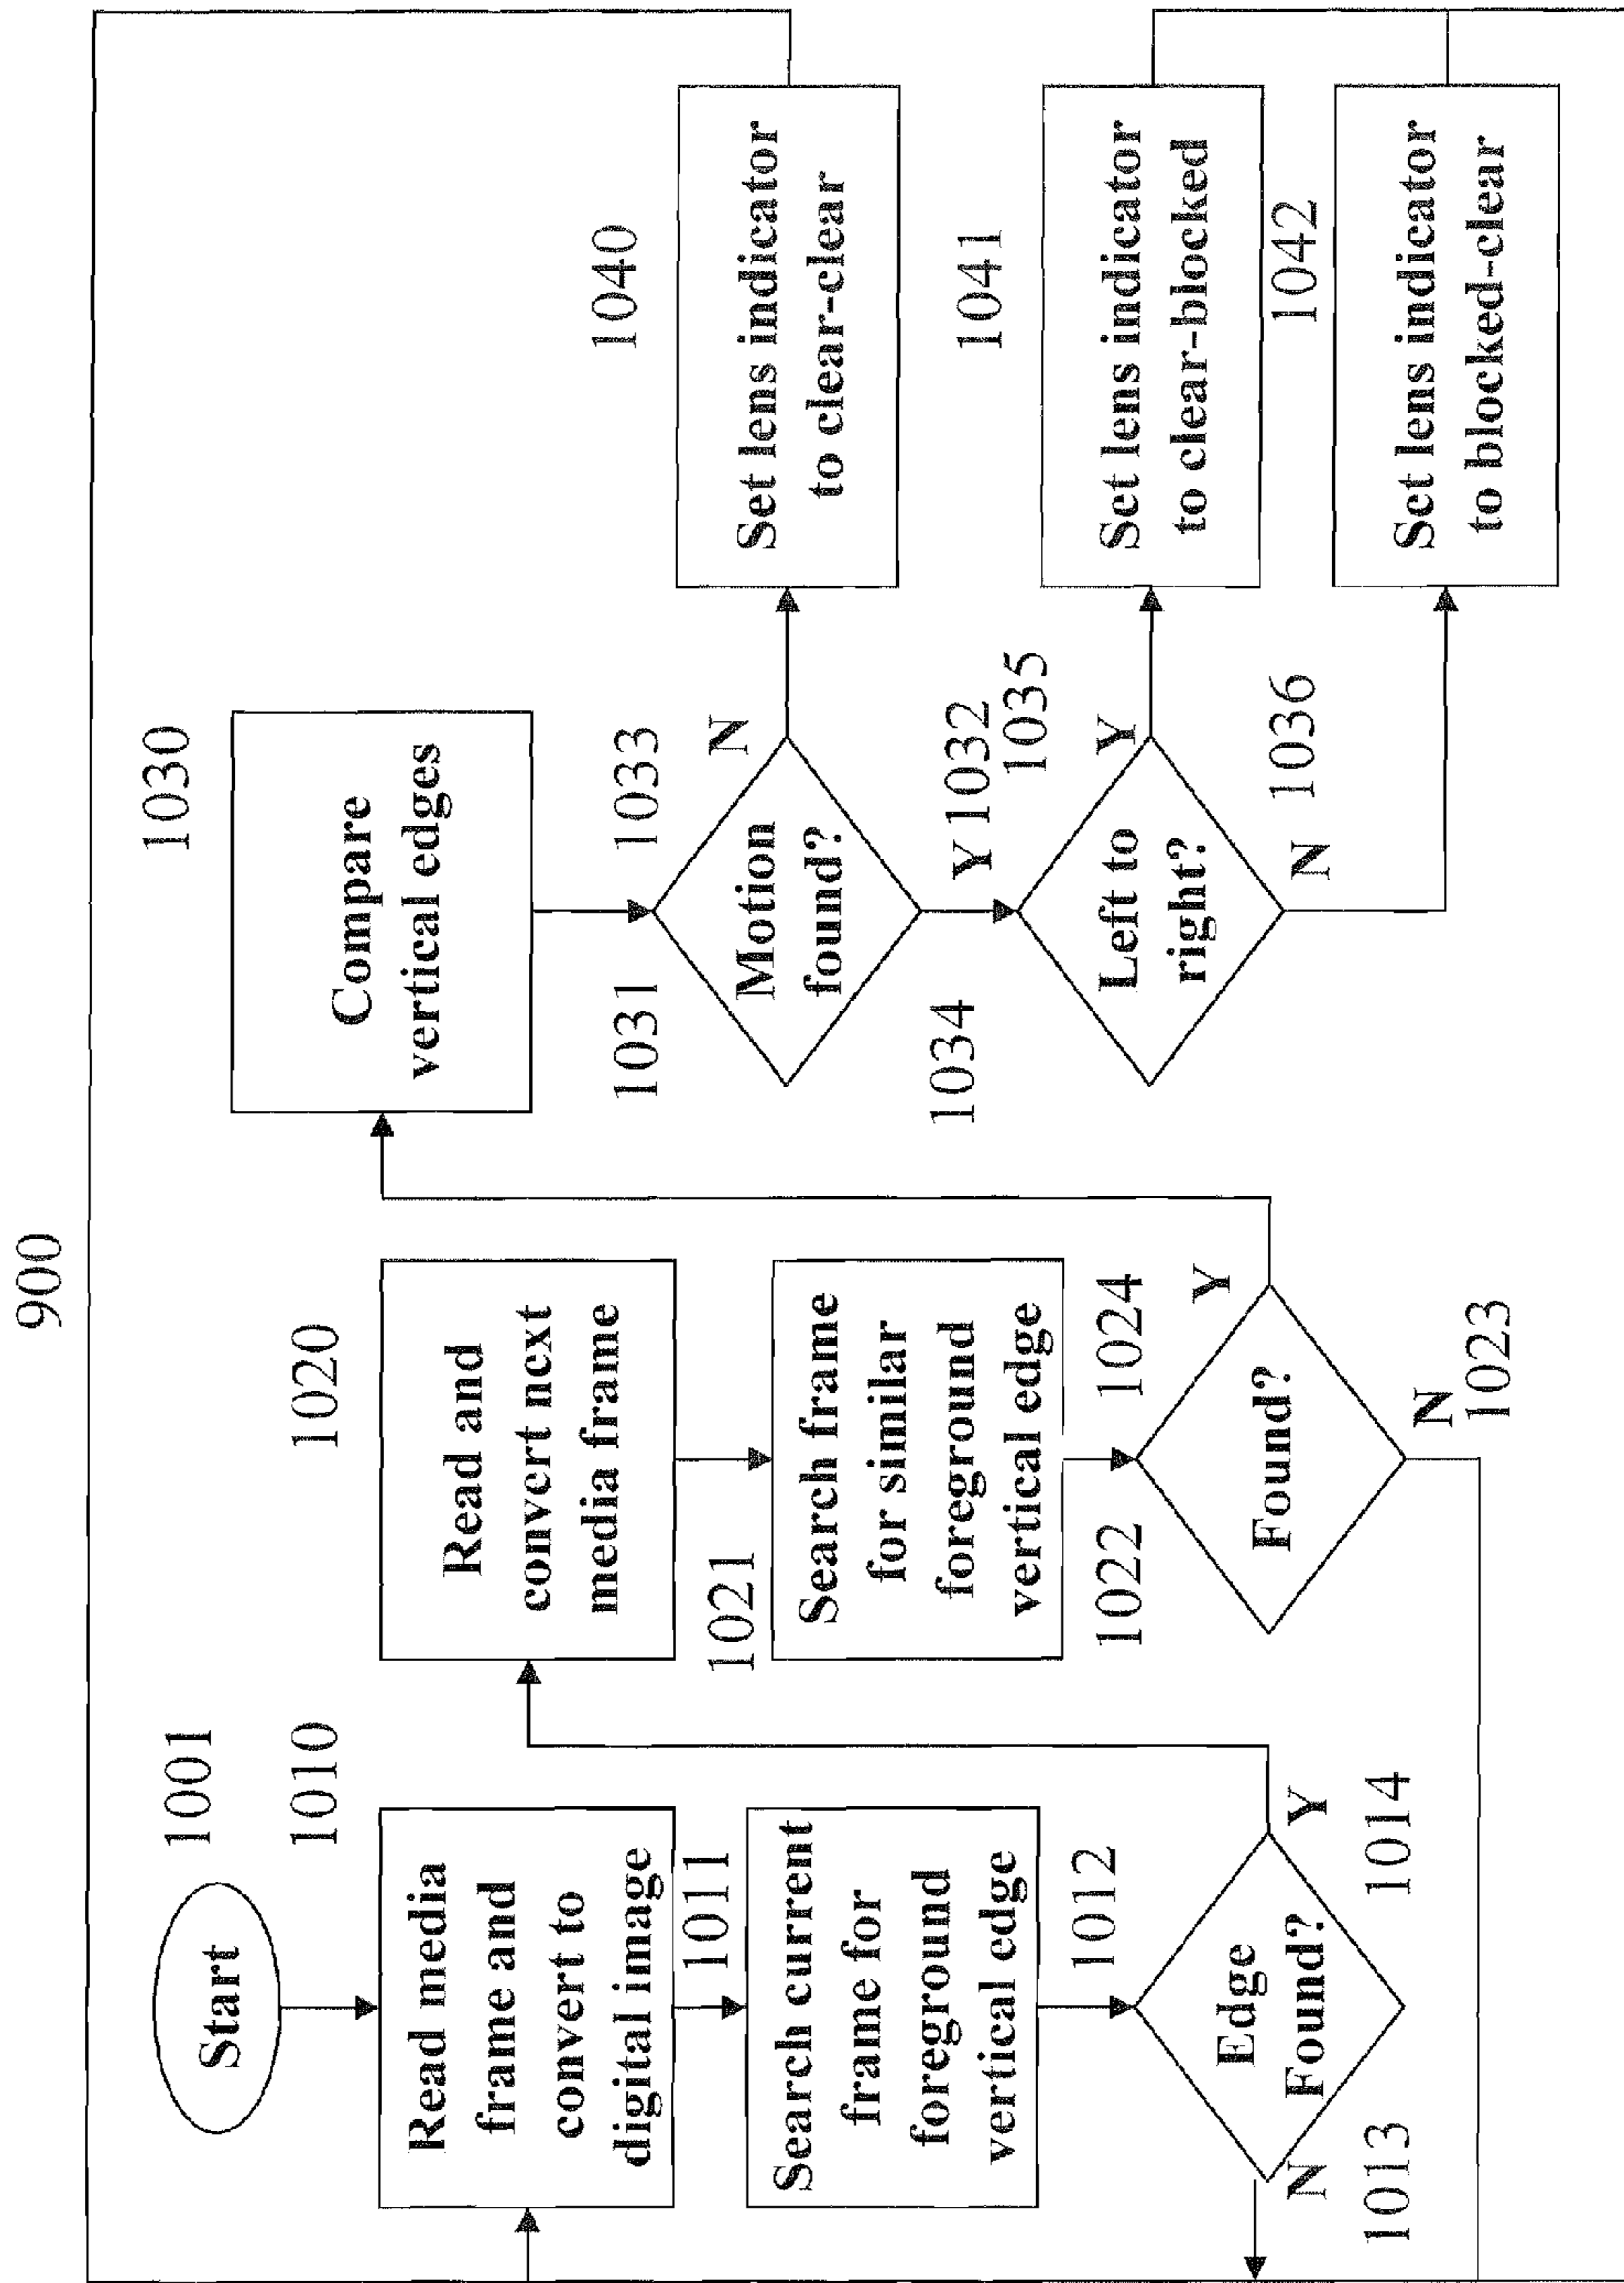 900
1001
Start
1010
Read media
frame and
convert to
digital image
1011
Search current
frame for
foreground
vertical edge
1012
Edge
Found?
N
1013
Y
1014
1020
Read and
convert next
media frame
1021
Search frame
for similar
foreground
vertical edge
1022
1024
Found?
Y
N
1023
1030
Compare
vertical edges
1031
1033
Motion
found?
N
Y 1032
1034
1035
Left to
right?
Y
N
1036
1040
Set lens indicator
to clear-clear
1041
Set lens indicator
to clear-blocked
1042
Set lens indicator
to blocked-clear